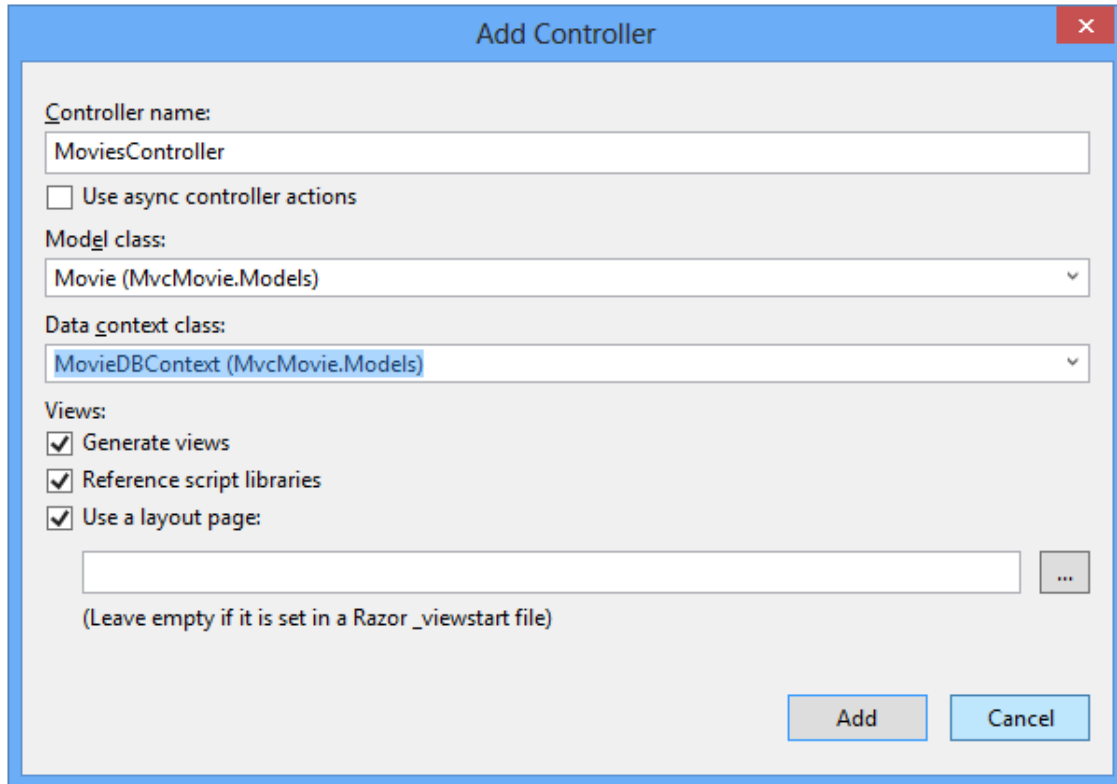 Add Controller
Controller name:
MoviesController
Use async controller actions
Model class:
Movie (MvcMovie.Models)
Data context class:
MovieDBContext (MvcMovie.Models)
Views:
Generate views
Reference script libraries
Use a layout page:
...
(Leave empty if it is set in a Razor _viewstart file)
Add Cancel